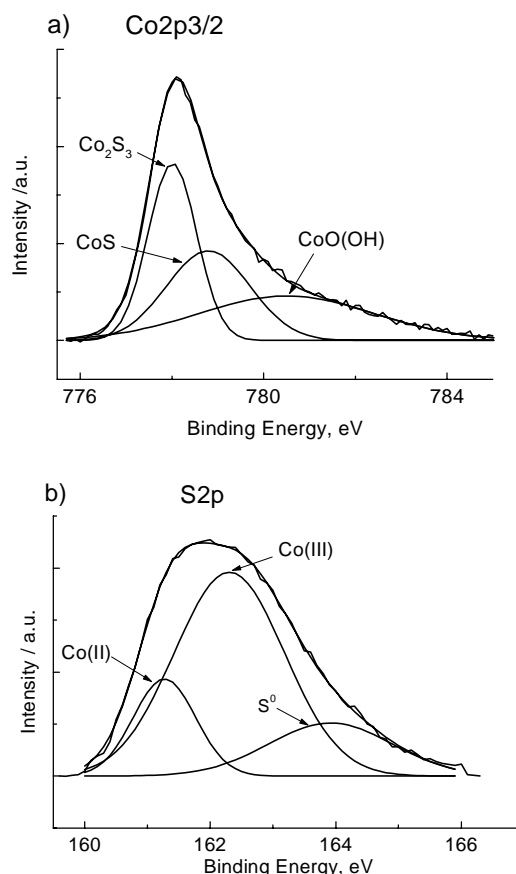 a) Co2p3/2
Intensity /a.u.
Co₂S₃
CoS
CoO(OH)
776 780 784
Binding Energy, eV
b) S2p
Intensity / a.u.
Co(III)
Co(II)
S⁰
160 162 164 166
Binding Energy, eV